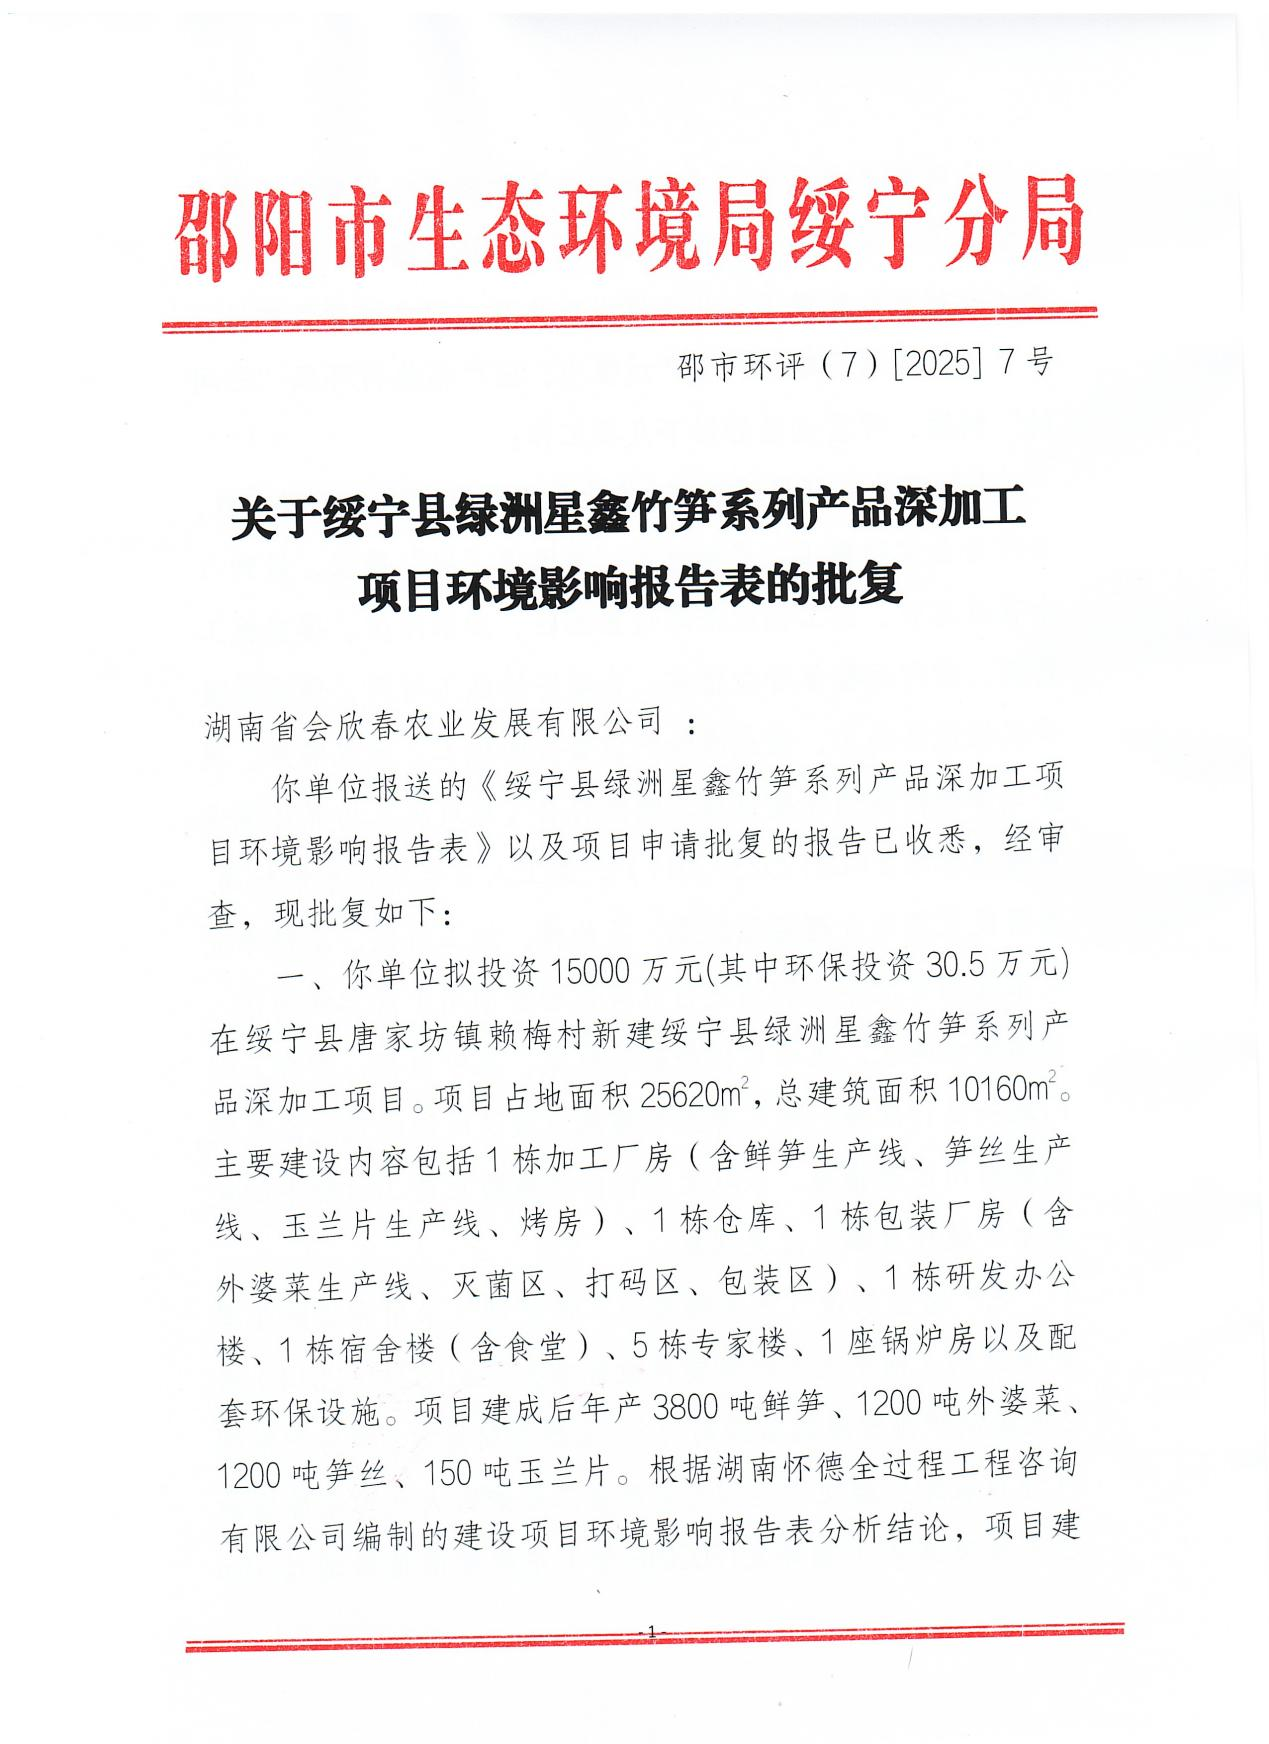 邵阳市生态环境局绥宁分局
邵市环评（7）[2025] 7 号
关于绥宁县绿洲星鑫竹笋系列产品深加工
项目环境影响报告表的批复
湖南省会欣春农业发展有限公司 ：
你单位报送的《绥宁县绿洲星鑫竹笋系列产品深加工项
目环境影响报告表》以及项目申请批复的报告已收悉，经审
查，现批复如下：
一、你单位拟投资 15000 万元(其中环保投资 30.5 万元)
在绥宁县唐家坊镇赖梅村新建绥宁县绿洲星鑫竹笋系列产
品深加工项目。项目占地面积 25620m²，总建筑面积 10160m²。
主要建设内容包括 1 栋加工厂房（含鲜笋生产线、笋丝生产
线、玉兰片生产线、烤房）、1 栋仓库、1 栋包装厂房（含
外婆菜生产线、灭菌区、打码区、包装区）、1 栋研发办公
楼、1 栋宿舍楼（含食堂）、5 栋专家楼、1 座锅炉房以及配
套环保设施。项目建成后年产 3800 吨鲜笋、1200 吨外婆菜、
1200 吨笋丝、150 吨玉兰片。根据湖南怀德全过程工程咨询
有限公司编制的建设项目环境影响报告表分析结论，项目建
- 1 -